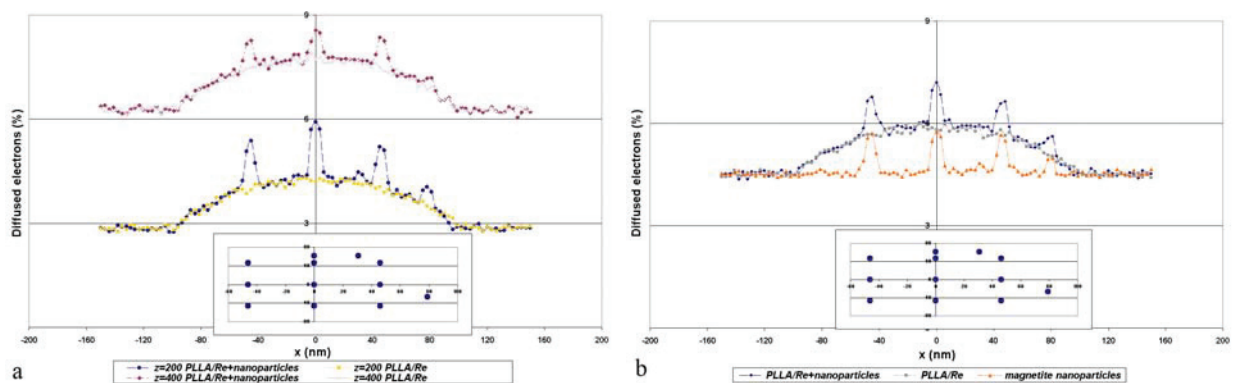 9
6
3
Diffused electrons (%)
-200 -160 -120 -80 -40 0 40 80 120 160 200
x (nm)
z=200 PLLA/Re+nanoparticles z=200 PLLA/Re
z=400 PLLA/Re+nanoparticles z=400 PLLA/Re
a
9
3
Diffused electrons (%)
-200 -160 -120 -80 -40 0 40 80 120 160 200
x (nm)
PLLA/Re+nanoparticles PLLA/Re magnetite nanoparticles
b